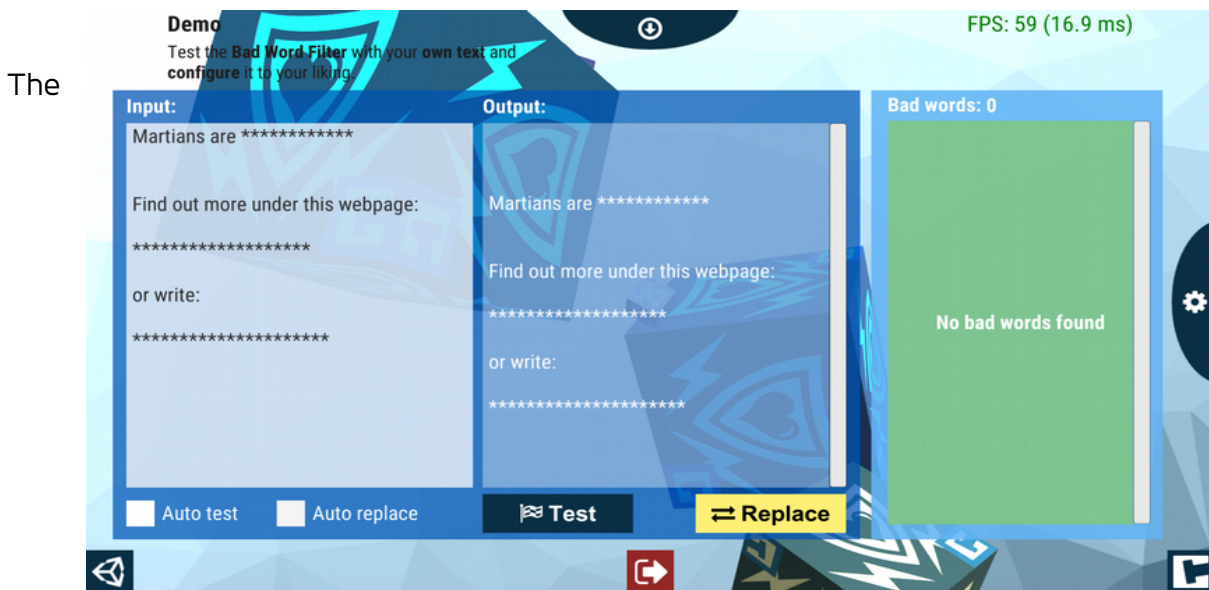 Demo
FPS: 59 (16.9 ms)
Test the Bad Word Filter with your own text and
configure it to your liking.
The
Input:
Output:
Bad words: 0
Martians are ************
Find out more under this webpage:
*******************
or write:
*********************
Martians are ************
Find out more under this webpage:
*******************
or write:
*********************
No bad words found
Auto test
Auto replace
Test
Replace